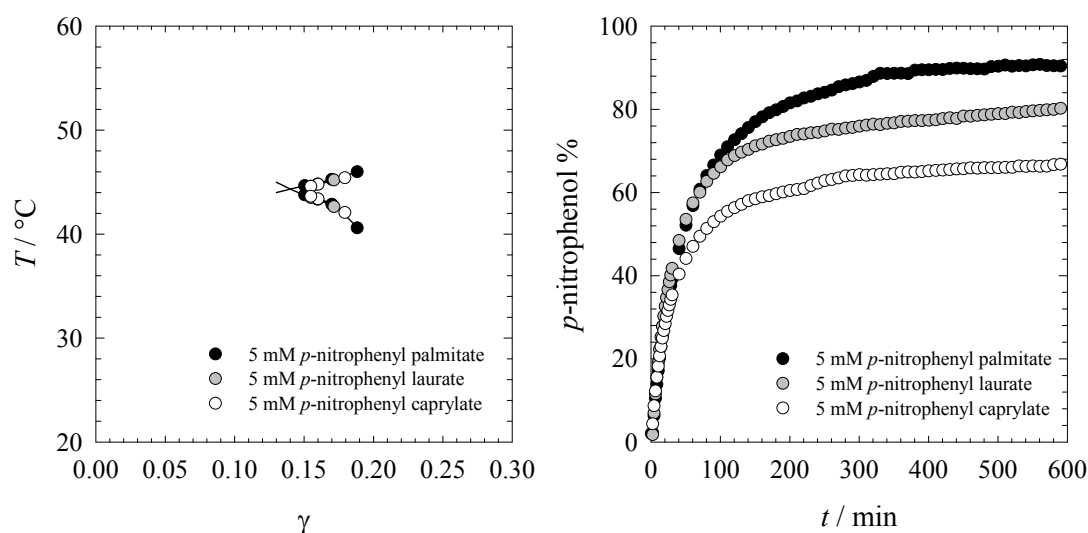 60
50
40
30
20
T / °C
0.00 0.05 0.10 0.15 0.20 0.25 0.30
γ
5 mM p-nitrophenyl palmitate
5 mM p-nitrophenyl laurate
5 mM p-nitrophenyl caprylate
100
80
60
40
20
0
p-nitrophenol %
0 100 200 300 400 500 600
t / min
5 mM p-nitrophenyl palmitate
5 mM p-nitrophenyl laurate
5 mM p-nitrophenyl caprylate